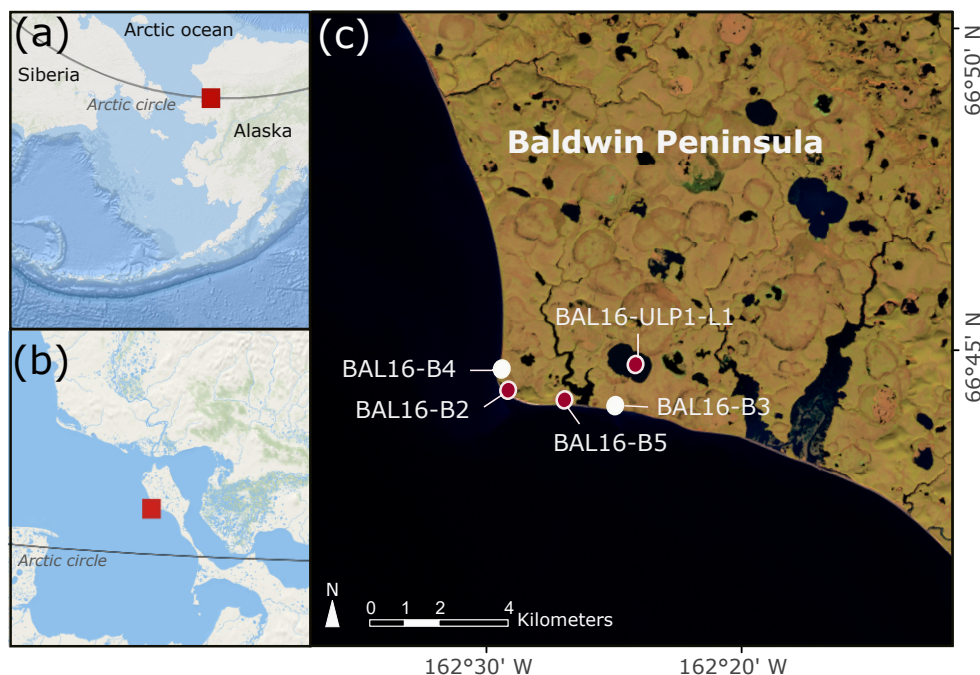 (a)
Arctic ocean
Siberia
Arctic circle
Alaska
(b)
Arctic circle
(c)
Baldwin Peninsula
BAL16-ULP1-L1
BAL16-B4
BAL16-B2
BAL16-B3
BAL16-B5
N
0 1 2 4 Kilometers
66°50' N
66°45' N
162°30' W
162°20' W